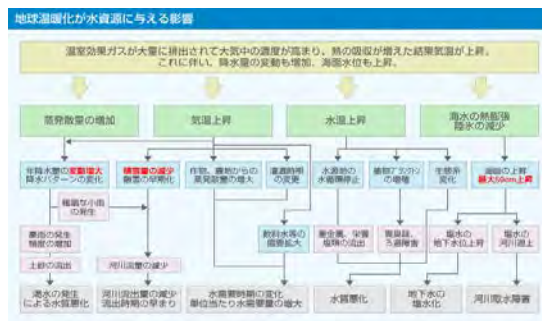 地球温暖化が水資源に与える影響
温室効果ガスが大量に排出されて大気中の濃度が高まり、熱の吸収が増えた結果気温が上昇。
これに伴い、降水量の変動も増加、海面水位も上昇。
蒸発散量の増加
気温上昇
水温上昇
海水の熱膨張
陸氷の減少
年降水量の変動増大
降水パターンの変化
積雪量の減少
融雪の早期化
作物、農地からの
蒸発散量の増大
灌漑時期
の変更
水源地の
水循環停止
植物プランクトン
の増殖
生態系
変化
海面の上昇
最大59cm上昇
極端な小雨
の発生
豪雨の発生
頻度の増加
飲料水等の
需要拡大
重金属、栄養
塩類の流出
異臭味、
ろ過障害
塩水の
地下水位上昇
塩水の
河川遡上
土砂の流出
河川流量の減少
渇水の発生
による水質悪化
河川流出量の減少
流出時期の早まり
水需要時期の変化
単位当たり水需要量の増大
水質悪化
地下水
の塩水化
河川取水障害